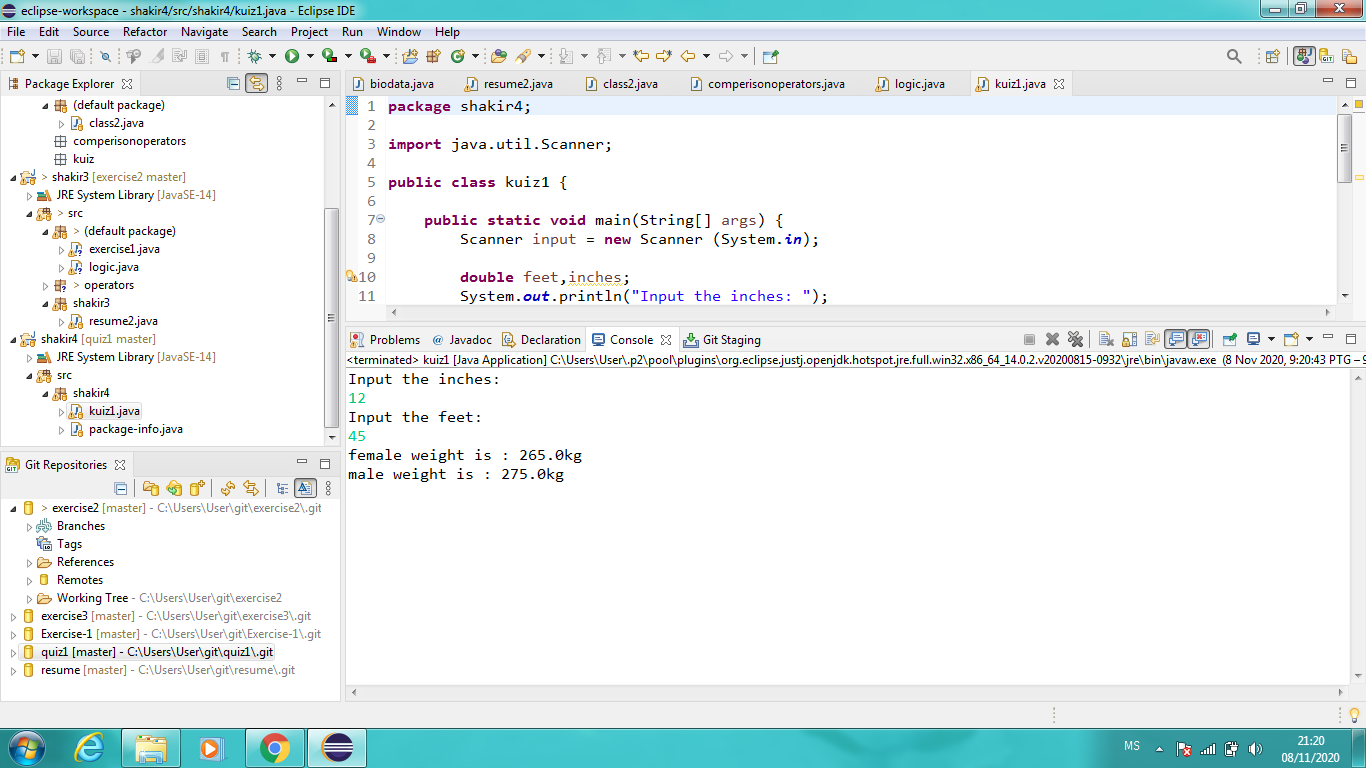 eclipse-workspace - shakir4/src/shakir4/kuiz1.java - Eclipse IDE
File Edit Source Refactor Navigate Search Project Run Window Help
Package Explorer
(default package)
class2.java
comperisonoperators
kuiz
> shakir3 [exercise2 master]
JRE System Library [JavaSE-14]
> src
> (default package)
exercise1.java
logic.java
> operators
shakir3
resume2.java
shakir4 [quiz1 master]
JRE System Library [JavaSE-14]
src
shakir4
kuiz1.java
package-info.java
Git Repositories
> exercise2 [master] - C:\Users\User\git\exercise2\.git
Branches
Tags
References
Remotes
Working Tree - C:\Users\User\git\exercise2
exercise3 [master] - C:\Users\User\git\exercise3\.git
Exercise-1 [master] - C:\Users\User\git\Exercise-1\.git
quiz1 [master] - C:\Users\User\git\quiz1\.git
resume [master] - C:\Users\User\git\resume\.git
biodata.java resume2.java class2.java comperisonoperators.java logic.java kuiz1.java
1 package shakir4;
2
3 import java.util.Scanner;
4
5 public class kuiz1 {
6
7 public static void main(String[] args) {
8 Scanner input = new Scanner (System.in);
9
10 double feet,inches;
11 System.out.println("Input the inches: ");
Problems @ Javadoc Declaration Console Git Staging
<terminated> kuiz1 [Java Application] C:\Users\User\.p2\pool\plugins\org.eclipse.justj.openjdk.hotspot.jre.full.win32.x86_64_14.0.2.v20200815-0932\jre\bin\javaw.exe (8 Nov 2020, 9:20:43 PTG – 9
Input the inches:
12
Input the feet:
45
female weight is : 265.0kg
male weight is : 275.0kg
MS
21:20
08/11/2020